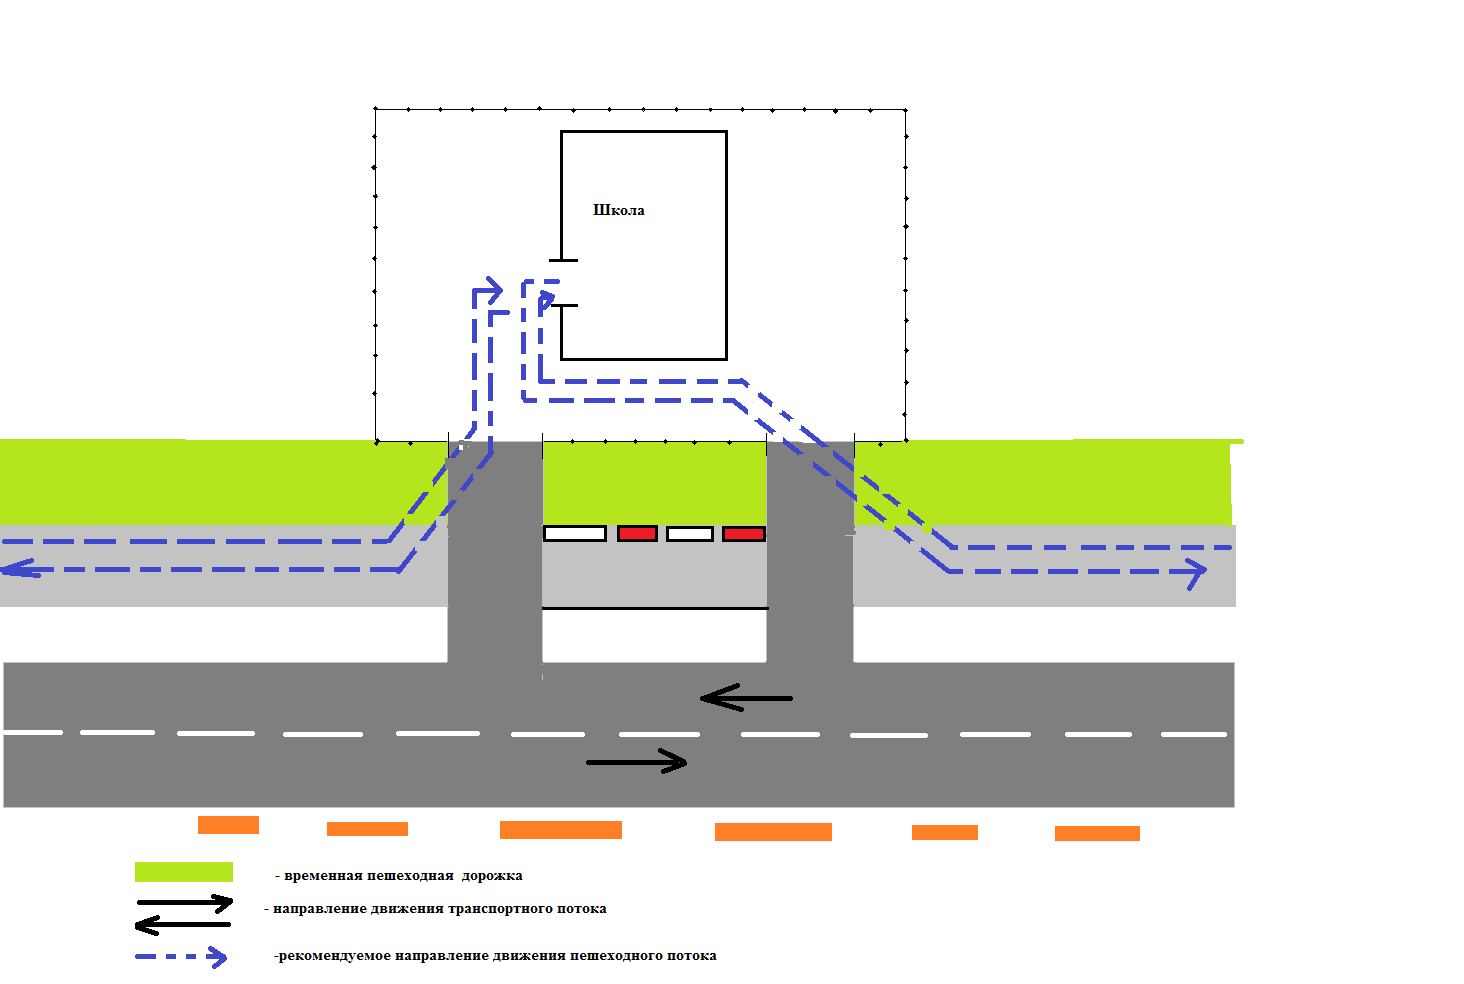 Школа
- временная пешеходная дорожка
- направление движения транспортного потока
-рекомендуемое направление движения пешеходного потока